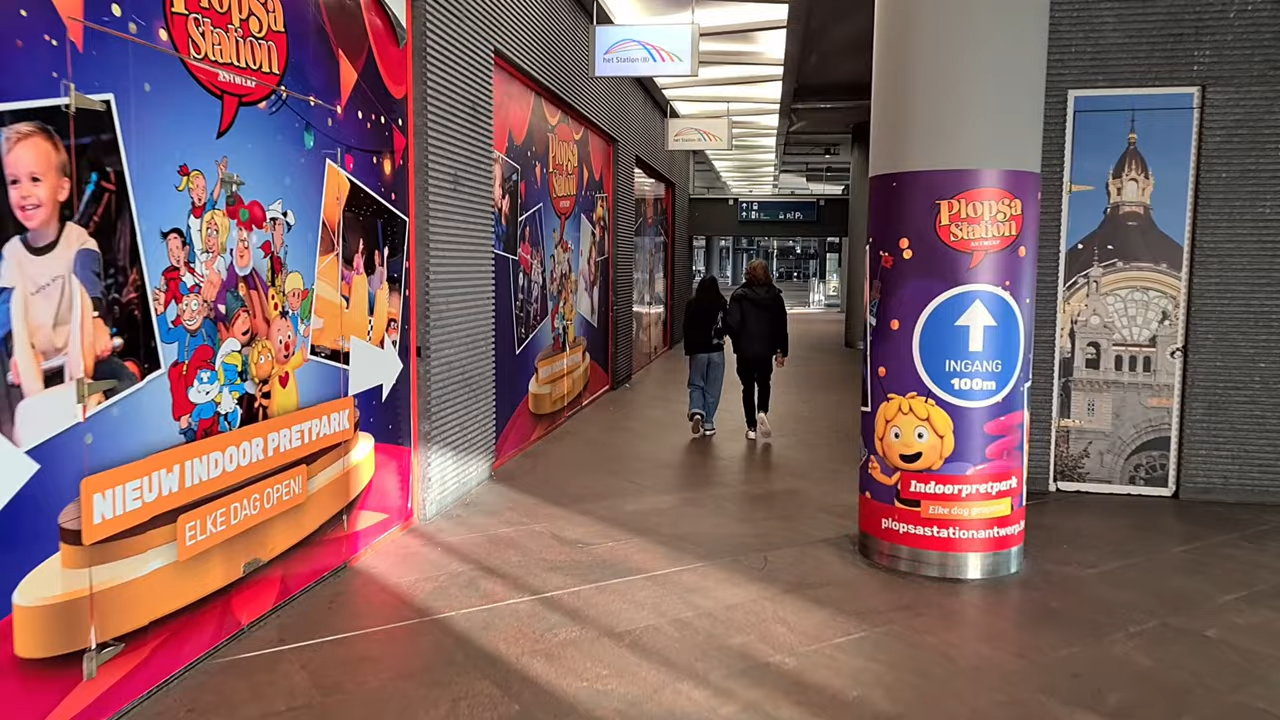 Plopsa
Station
ANTWERP
NIEUW INDOOR PRETPARK
ELKE DAG OPEN!
het Station
Plopsa
Station
het Station
Plopsa
Station
ANTWERP
INGANG
100m
Indoorpretpark
Elke dag geopend
plopsastationantwerp.be